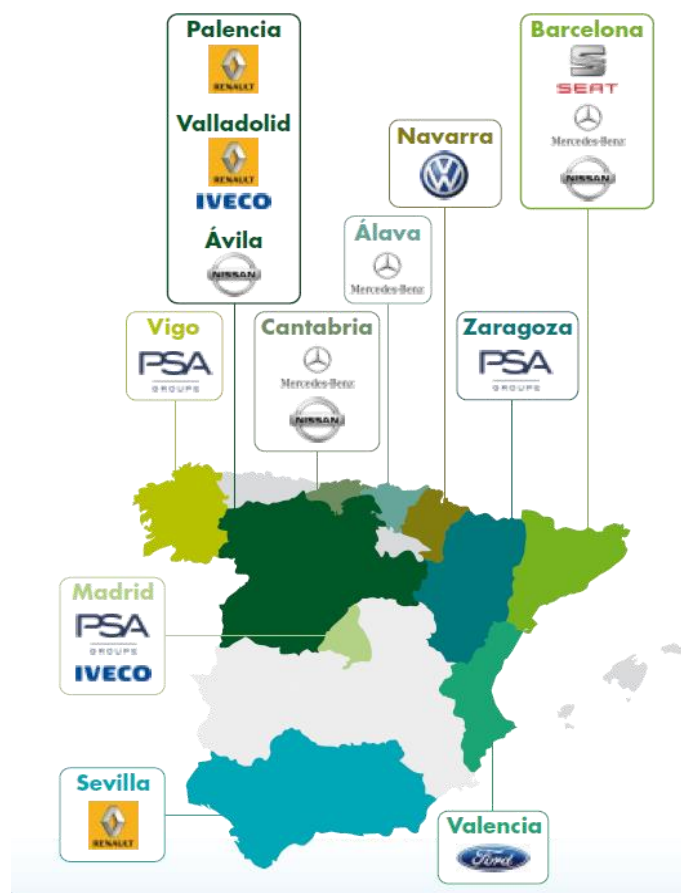 Palencia
RENAULT
Valladolid
RENAULT
IVECO
Ávila
NISSAN
Barcelona
SEAT
Mercedes-Benz
NISSAN
Navarra
VW
Álava
Mercedes-Benz
Vigo
PSA
GROUPE
Cantabria
Mercedes-Benz
NISSAN
Zaragoza
PSA
GROUPE
Madrid
PSA
GROUPE
IVECO
Sevilla
RENAULT
Valencia
Ford